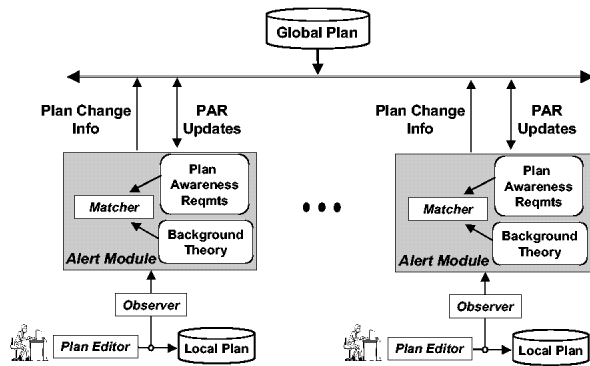 Global Plan
Plan Change
Info
PAR
Updates
Plan Change
Info
PAR
Updates
Plan
Awareness
Reqmts
Matcher
Background
Theory
Alert Module
Plan
Awareness
Reqmts
Matcher
Background
Theory
Alert Module
Observer
Observer
Plan Editor
Local Plan
Plan Editor
Local Plan